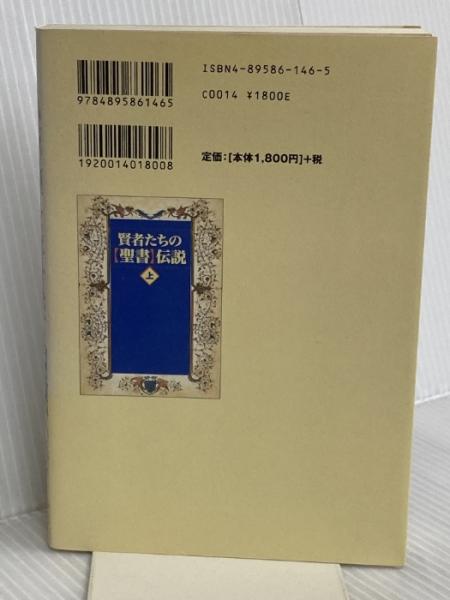 ISBN4-89586-146-5
9784895861465
C0014 ¥1800E
1920014018008
定価:[本体1,800円]+税
賢者たちの
[聖書]伝説
上